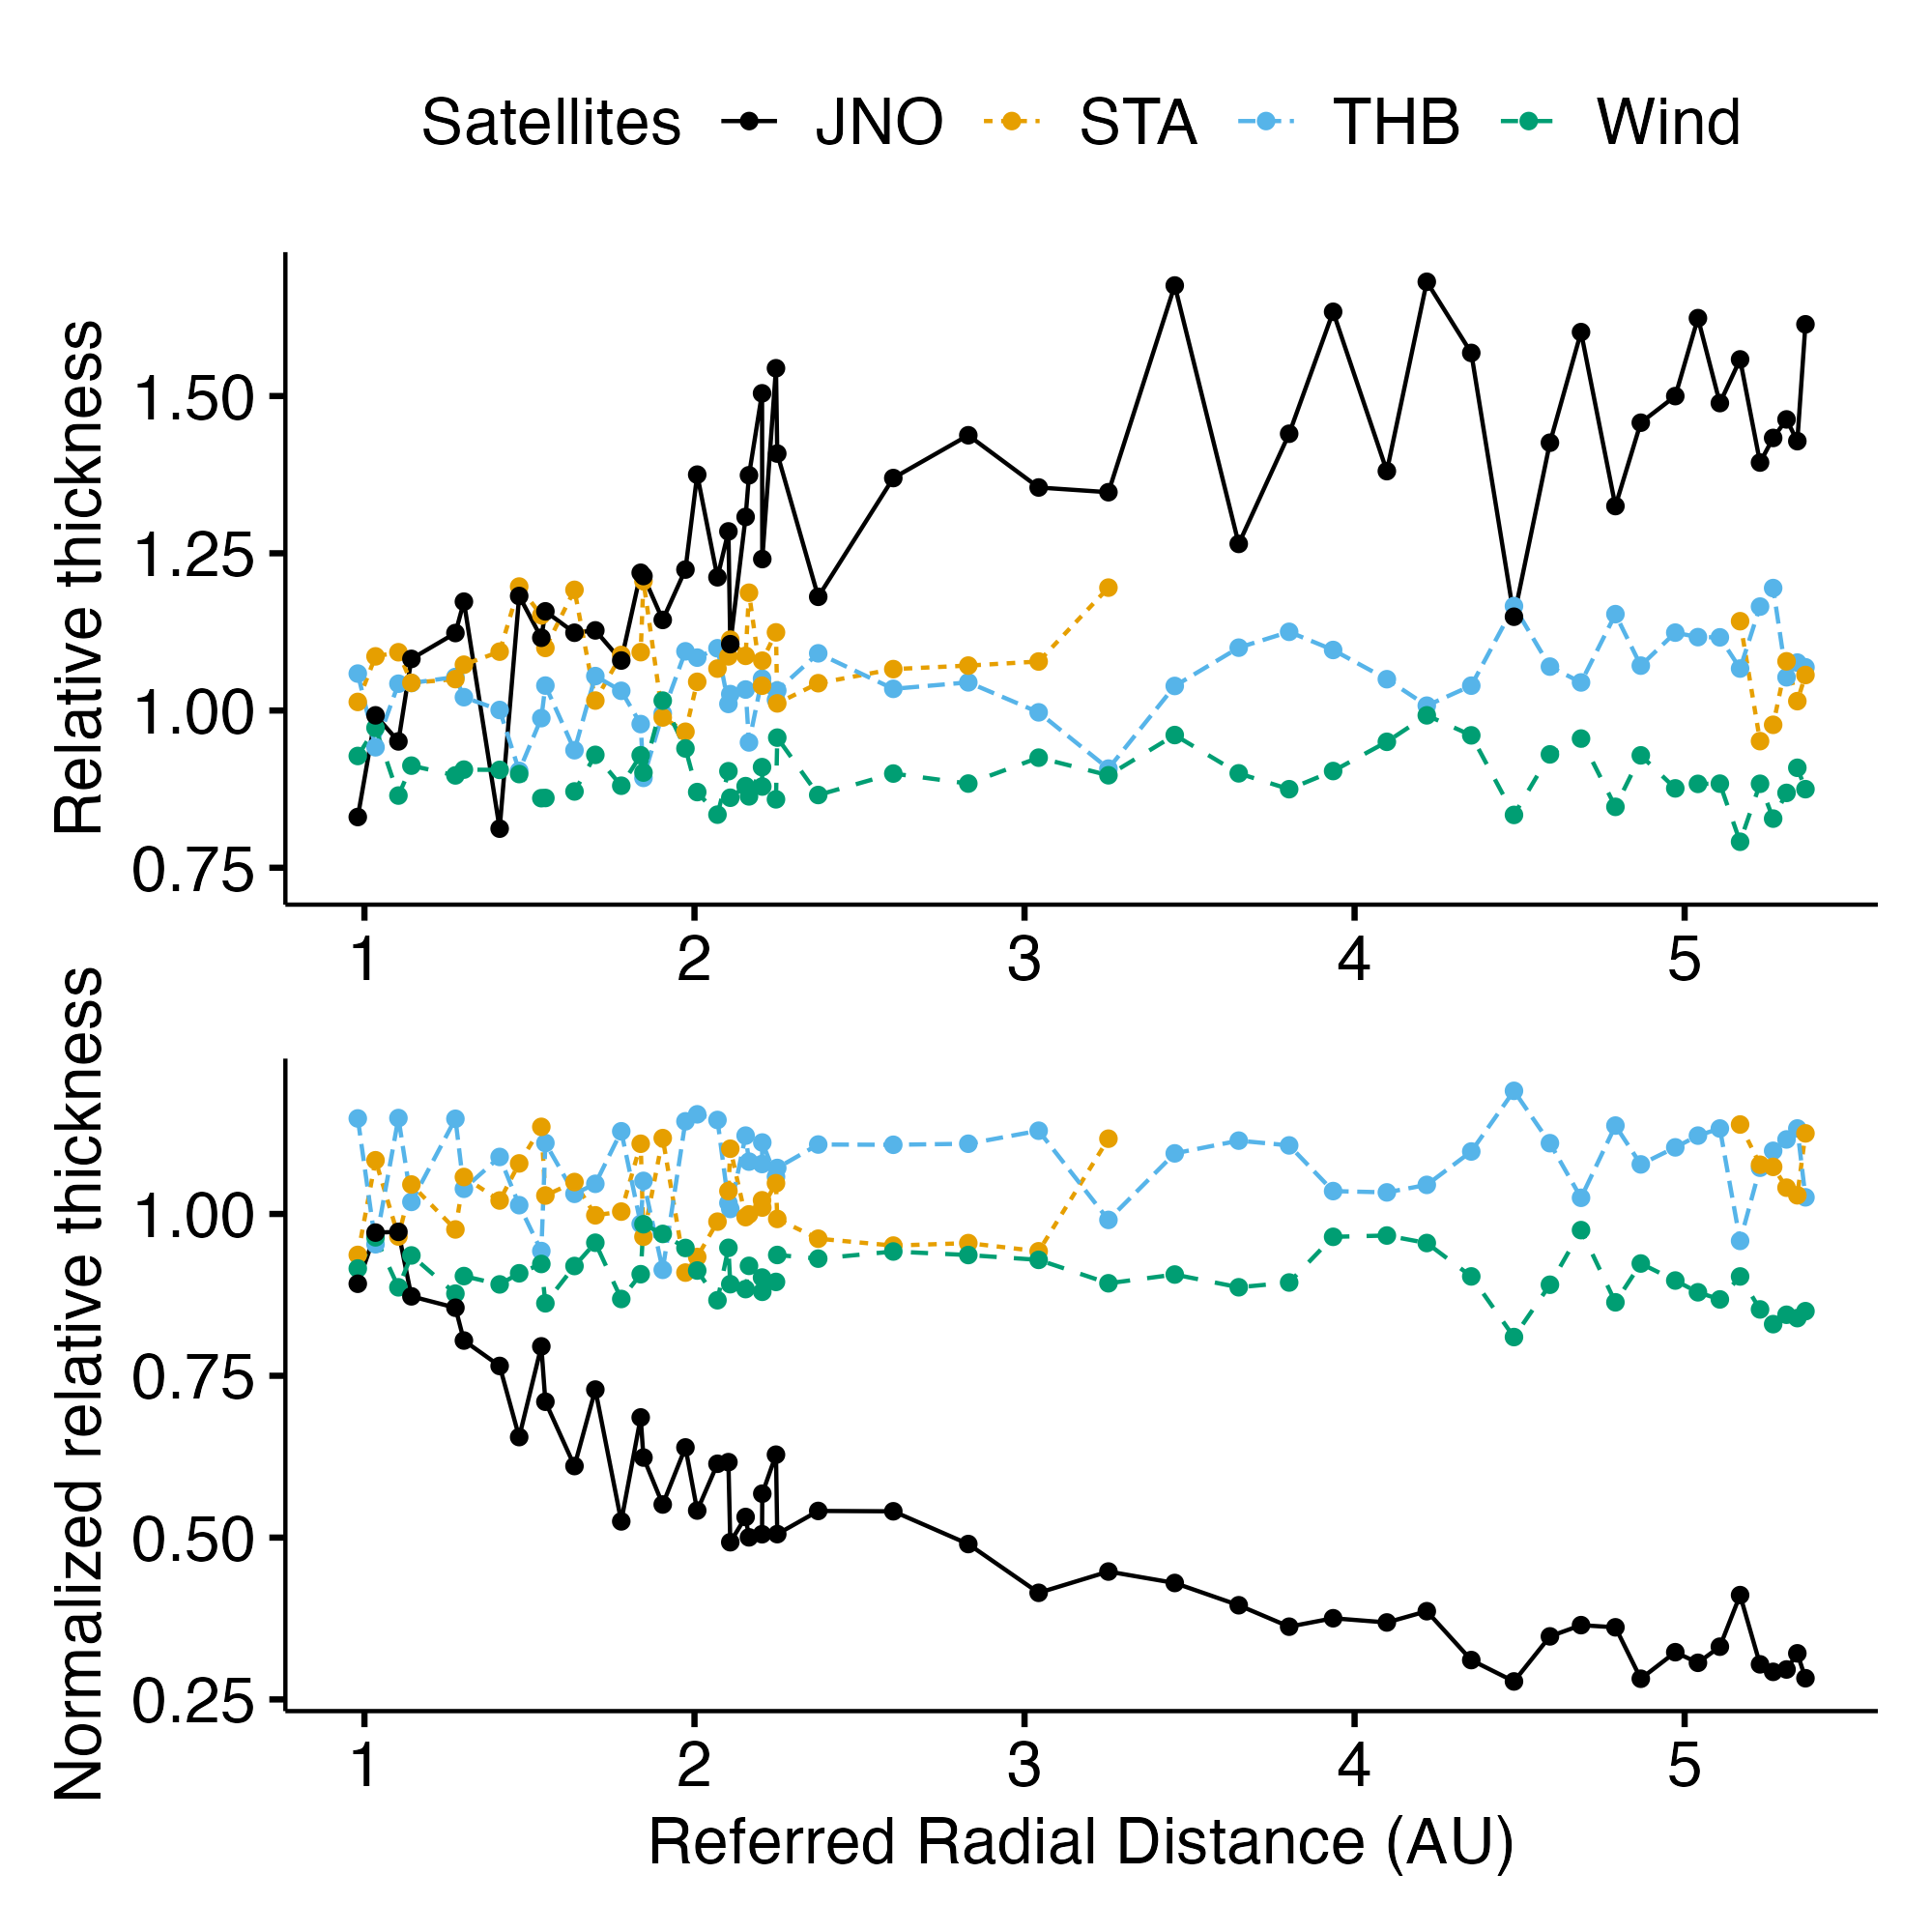 Satellites JNO STA THB Wind
Relative thickness
1.50
1.25
1.00
0.75
1 2 3 4 5
Normalized relative thickness
1.00
0.75
0.50
0.25
1 2 3 4 5
Referred Radial Distance (AU)